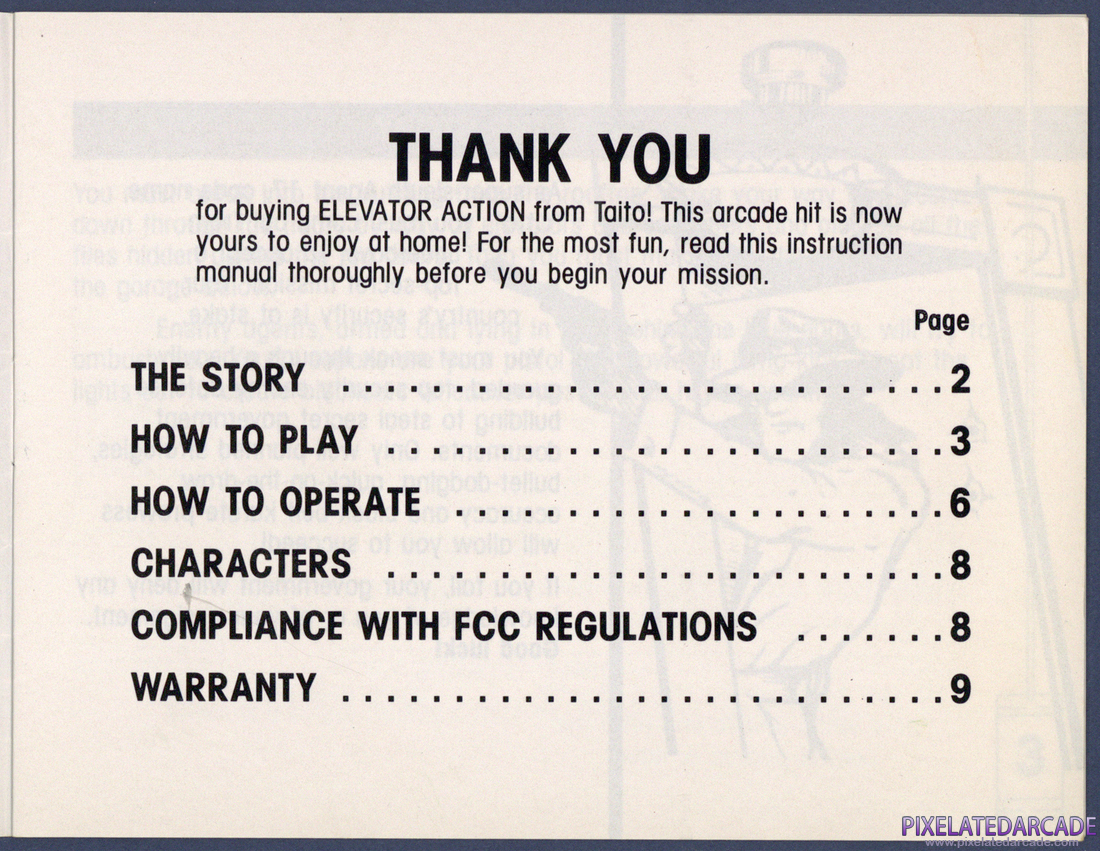 THANK YOU
for buying ELEVATOR ACTION from Taito! This arcade hit is now
yours to enjoy at home! For the most fun, read this instruction
manual thoroughly before you begin your mission.
Page
THE STORY . . . . . . . . . . . . . . . . . . . . . . . . . . . . . . 2
HOW TO PLAY . . . . . . . . . . . . . . . . . . . . . . . . . . . 3
HOW TO OPERATE . . . . . . . . . . . . . . . . . . . . . . . . 6
CHARACTERS . . . . . . . . . . . . . . . . . . . . . . . . . . 8
COMPLIANCE WITH FCC REGULATIONS . . . . . . . 8
WARRANTY . . . . . . . . . . . . . . . . . . . . . . . . . . . . . 9
PIXELATEDARCADE
www.pixelatedarcade.com